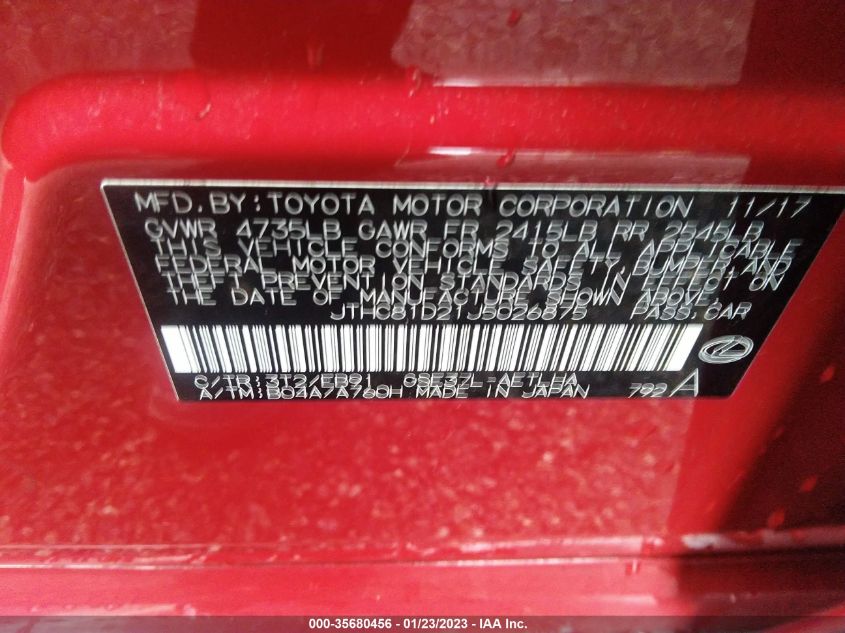 MFD.BY:TOYOTA MOTOR CORPORATION 11/17
GVWR 4735LB GAWR FR 2415LB RR 2545LB
THIS VEHICLE CONFORMS TO ALL APPLICABLE
FEDERAL MOTOR VEHICLE SAFETY, BUMPER, AND
THEFT PREVENTION STANDARDS IN EFFECT ON
THE DATE OF MANUFACTURE SHOWN ABOVE.
JTHC81D21J5026875 PASS.CAR
C/TR:3T2/EB91 GSE37L-AETLHA
A/TM:B04A/A760H MADE IN JAPAN 792 A
000-35680456 - 01/23/2023 - IAA Inc.